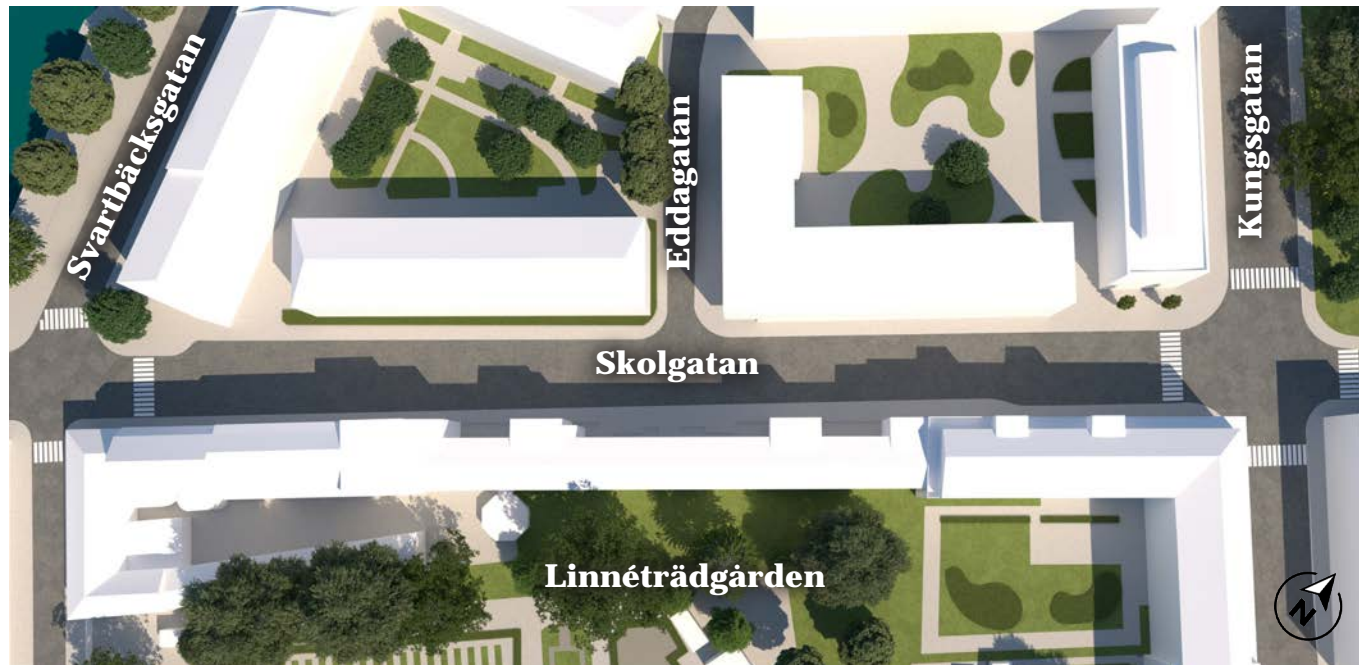 Svartbäcksgatan
Eddagatan
Kungsgatan
Skolgatan
Linnéträdgården
N